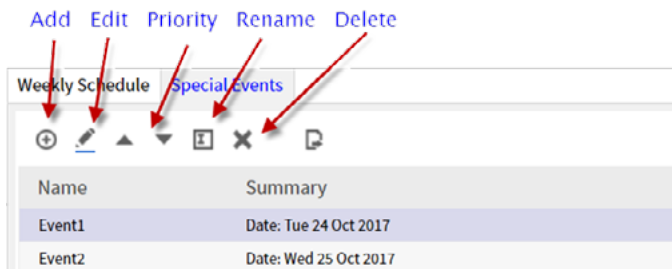 Add Edit Priority Rename Delete
Weekly Schedule Special Events
Name Summary
Event1 Date: Tue 24 Oct 2017
Event2 Date: Wed 25 Oct 2017